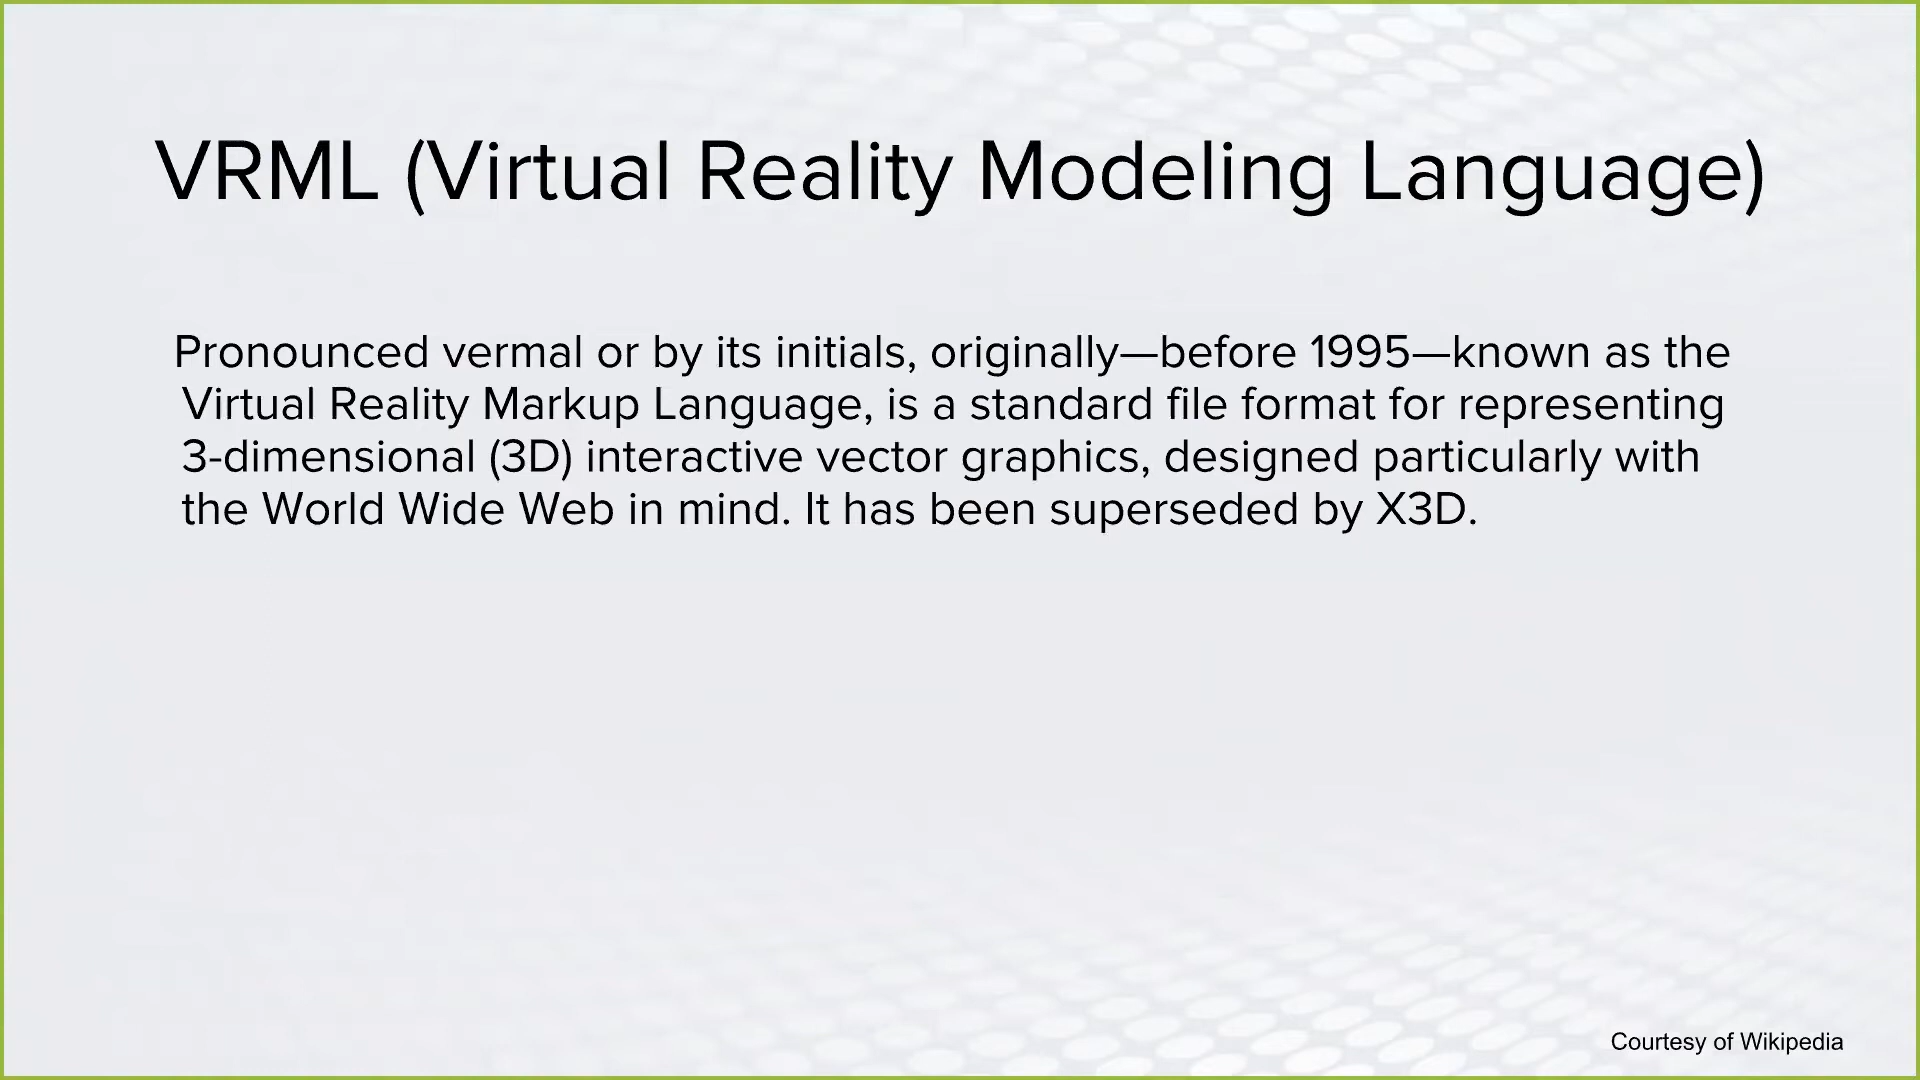 VRML (Virtual Reality Modeling Language)
Pronounced vermal or by its initials, originally—before 1995—known as the
Virtual Reality Markup Language, is a standard file format for representing
3-dimensional (3D) interactive vector graphics, designed particularly with
the World Wide Web in mind. It has been superseded by X3D.
Courtesy of Wikipedia